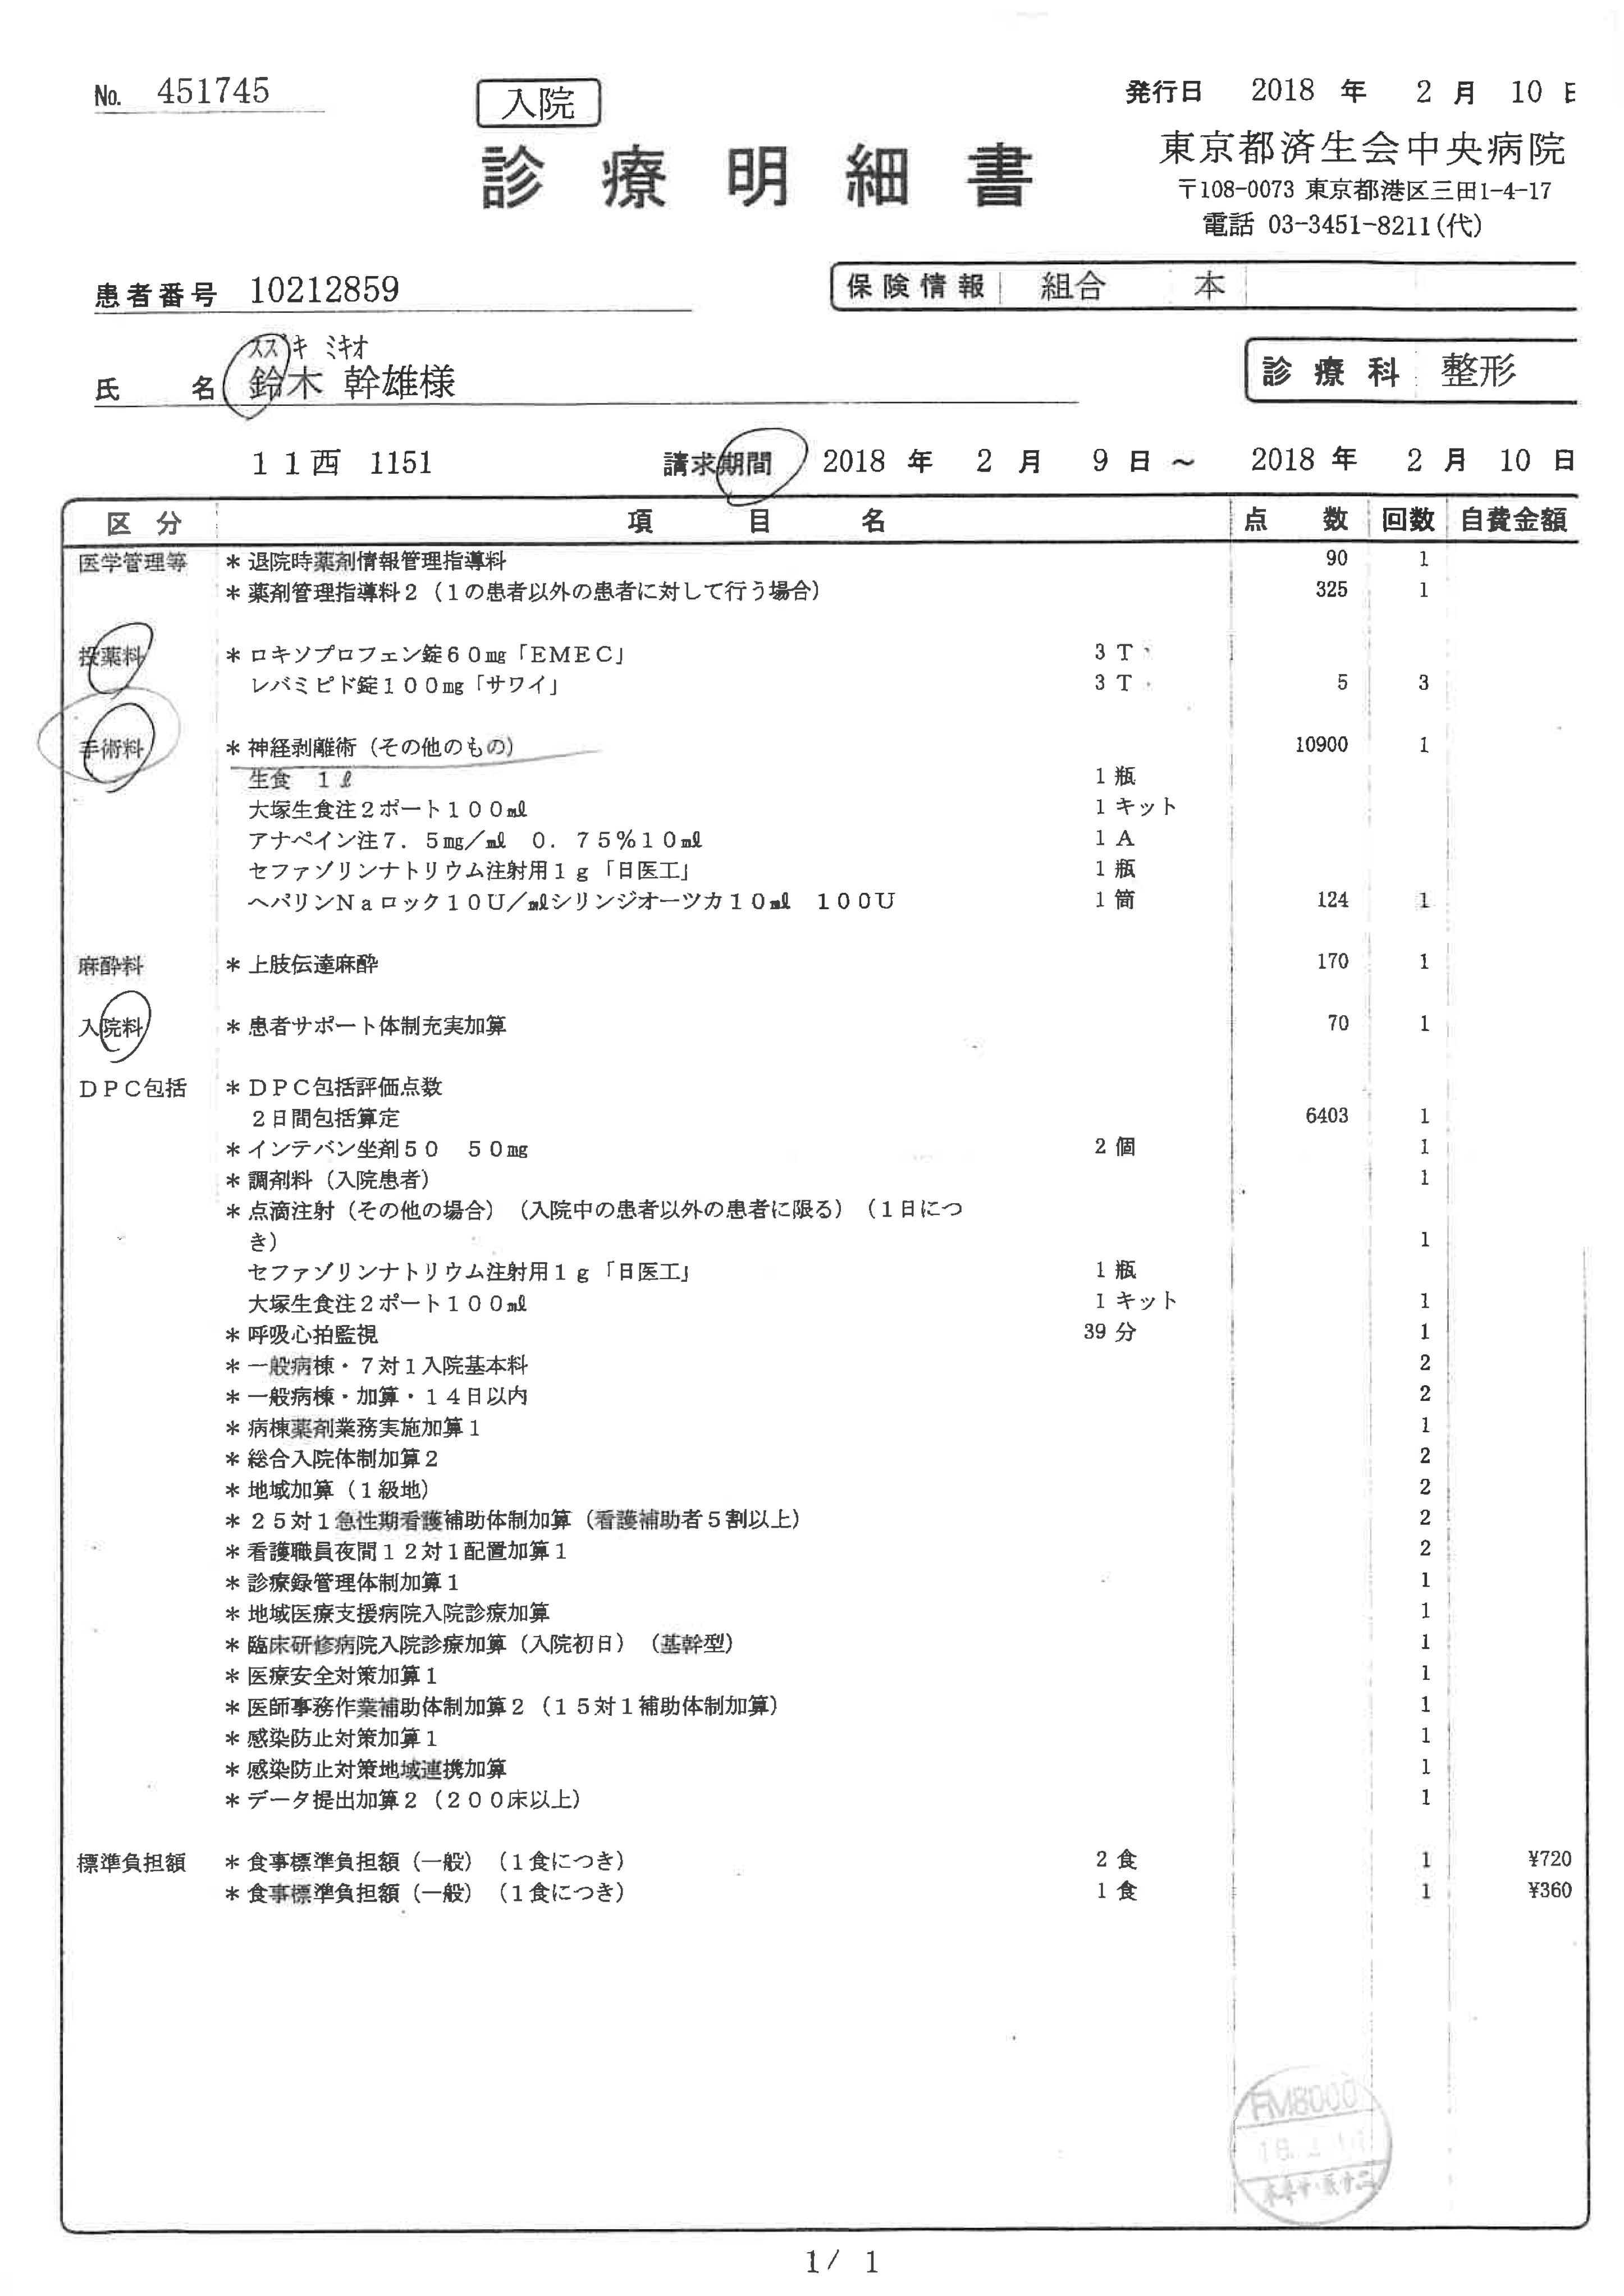 No. 451745
入院
発行日 2018 年 2 月 10 日
診療明細書
東京都済生会中央病院
〒108-0073 東京都港区三田1-4-17
電話 03-3451-8211(代)
患者番号 10212859
保険情報 組合 本
スズキ ミキオ
氏 名 鈴木 幹雄様
診療科 整形
11西 1151 請求期間 2018 年 2 月 9 日 ~ 2018 年 2 月 10 日
区 分 項 目 名 点 数 回数 自費金額
医学管理等 *退院時薬剤情報管理指導料 90 1
*薬剤管理指導料2(1の患者以外の患者に対して行う場合) 325 1
投薬料 *ロキソプロフェン錠60mg「EMEC」 3 T
レバミピド錠100mg「サワイ」 3 T 5 3
手術料 *神経剥離術(その他のもの) 10900 1
生食 1ℓ 1 瓶
大塚生食注2ポート100㎖ 1 キット
アナペイン注7.5mg/㎖ 0.75%10㎖ 1 A
セファゾリンナトリウム注射用1g「日医工」 1 瓶
ヘパリンNaロック10U/㎖シリンジオーツカ10㎖ 100U 1 筒 124 1
麻酔料 *上肢伝達麻酔 170 1
入院料 *患者サポート体制充実加算 70 1
DPC包括 *DPC包括評価点数
2日間包括算定 6403 1
*インテバン坐剤50 50mg 2 個 1
*調剤料(入院患者) 1
*点滴注射(その他の場合)(入院中の患者以外の患者に限る)(1日につ
き) 1
セファゾリンナトリウム注射用1g「日医工」 1 瓶
大塚生食注2ポート100㎖ 1 キット 1
*呼吸心拍監視 39 分 1
*一般病棟・7対1入院基本料 2
*一般病棟・加算・14日以内 2
*病棟薬剤業務実施加算1 1
*総合入院体制加算2 2
*地域加算(1級地) 2
*25対1急性期看護補助体制加算(看護補助者5割以上) 2
*看護職員夜間12対1配置加算1 2
*診療録管理体制加算1 1
*地域医療支援病院入院診療加算 1
*臨床研修病院入院診療加算(入院初日)(基幹型) 1
*医療安全対策加算1 1
*医師事務作業補助体制加算2(15対1補助体制加算) 1
*感染防止対策加算1 1
*感染防止対策地域連携加算 1
*データ提出加算2(200床以上) 1
標準負担額 *食事標準負担額(一般)(1食につき) 2 食 1 ¥720
*食事標準負担額(一般)(1食につき) 1 食 1 ¥360
FM8000
1/ 1